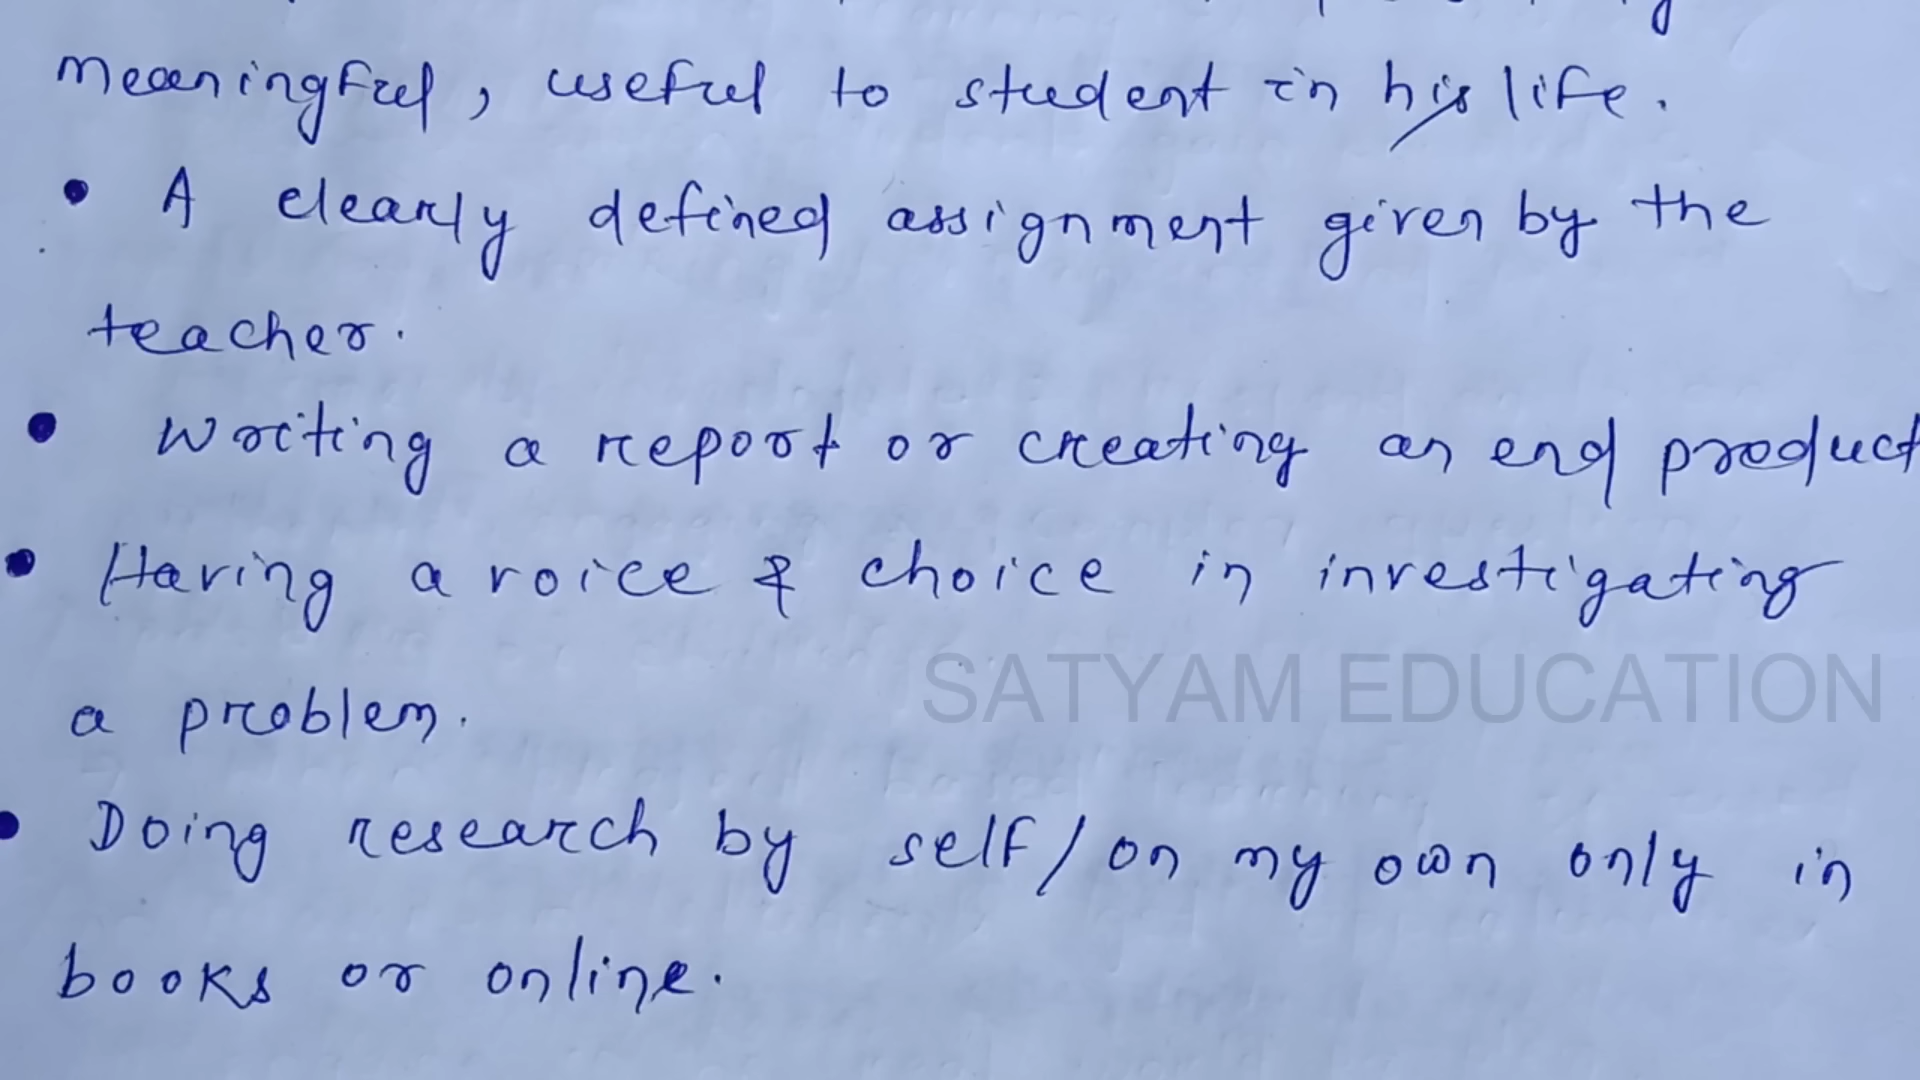 meaningful, useful to student in his life.
• A clearly defined assignment given by the
teacher.
• Writing a report or creating an end product
• Having a voice & choice in investigating
SATYAM EDUCATION
a problem.
• Doing research by self/on my own only in
books or online.